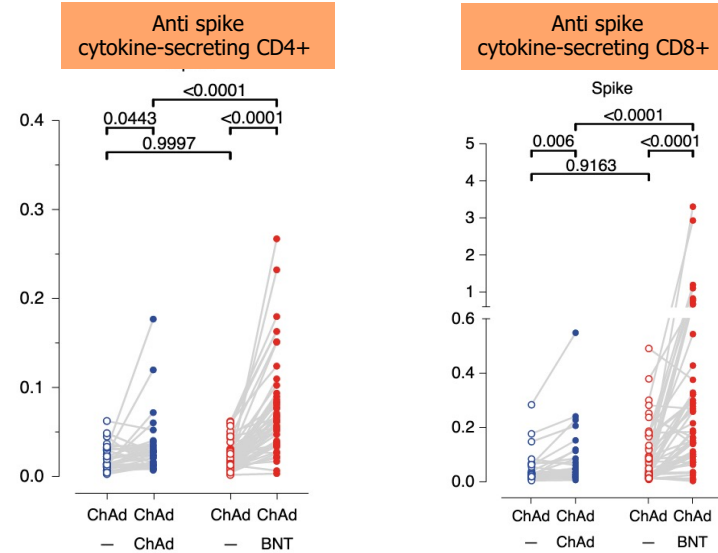 Anti spike
cytokine-secreting CD4+
<0.0001
0.0443 <0.0001
0.9997
0.4
0.3
0.2
0.1
0.0
ChAd ChAd ChAd ChAd
– ChAd – BNT
Anti spike
cytokine-secreting CD8+
Spike
<0.0001
0.006 <0.0001
0.9163
5
4
3
2
1
0.6
0.4
0.2
0.0
ChAd ChAd ChAd ChAd
– ChAd – BNT